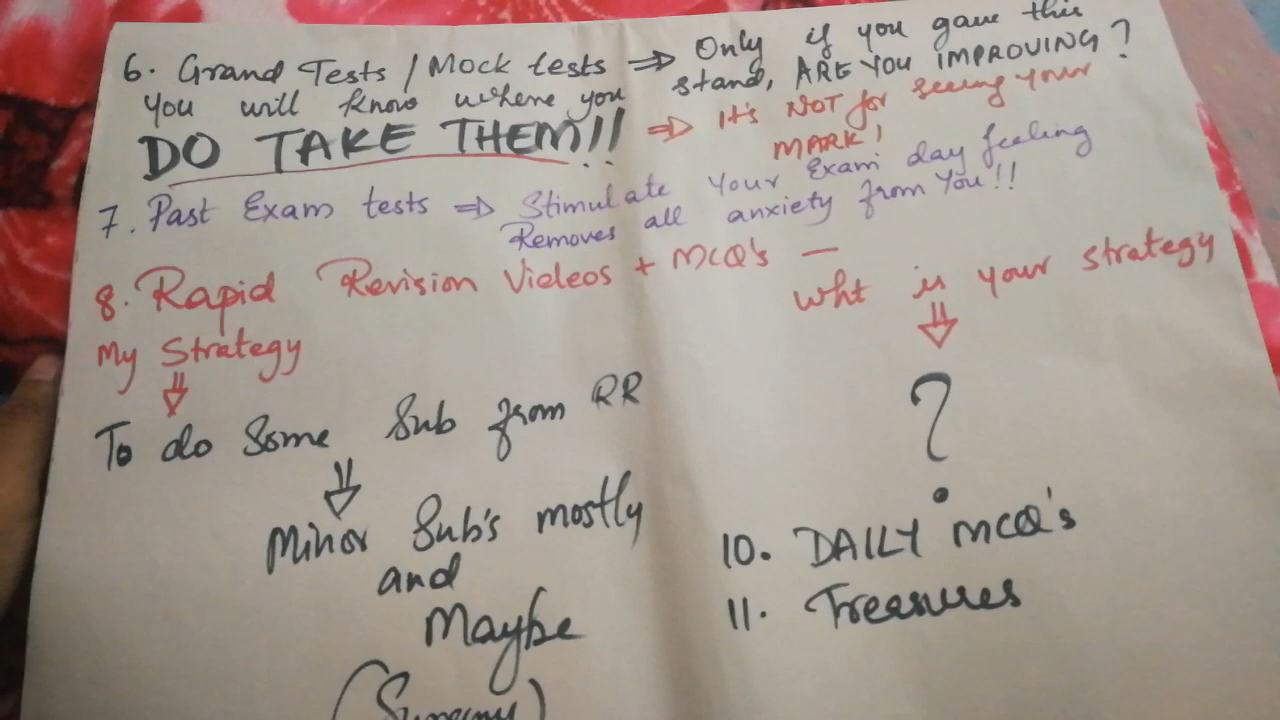 6. Grand Tests / Mock tests ⇒ Only if you gave this
you will know where you stand, ARE YOU IMPROVING?
DO TAKE THEM!! ⇒ It's NOT for seeing your
MARK!
7. Past Exam tests ⇒ Stimulate Your Exam day feeling
Removes all anxiety from You!!
8. Rapid Revision Videos + MCQ's —
My Strategy
⇓
To do Some Sub from RR
⇓
Minor Sub's mostly
and
Maybe
(Surgery)
Wht is your strategy
⇓
?
10. DAILY MCQ's
11. Treasures